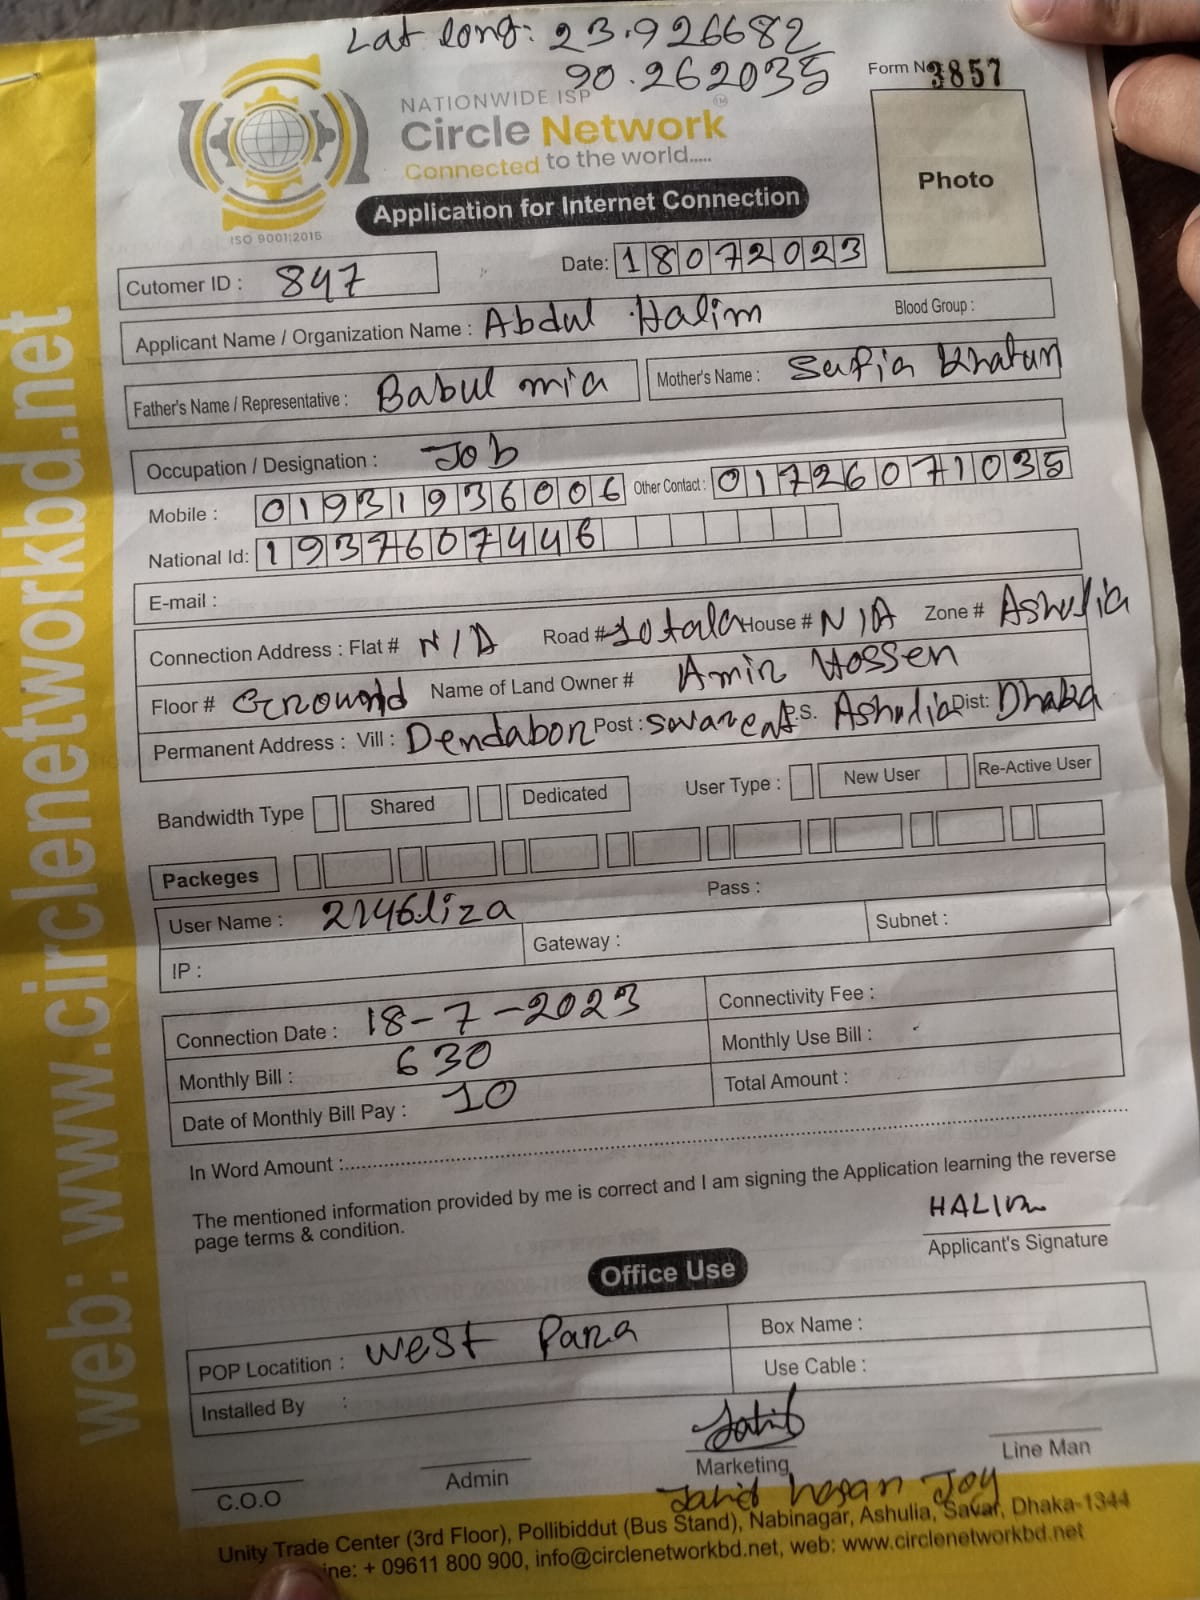 Lat long: 23.926682
90.262035
Form No. 3857
NATIONWIDE ISP
Circle Network TM
Connected to the world.....
ISO 9001:2015
Application for Internet Connection
Photo
Cutomer ID : 847
Date: 18072023
Applicant Name / Organization Name : Abdul Halim Blood Group :
Father's Name / Representative : Babul mia Mother's Name : Safia Khatun
Occupation / Designation : Job
Mobile : 01931936006 Other Contact : 01726071035
National Id: 1937607446
E-mail :
Connection Address : Flat # N/A Road # 10 tala House # N/A Zone # Ashulia
Floor # Ground Name of Land Owner # Amin Hossen
Permanent Address : Vill : Dendabon Post : P.S. Ashulia Dist: Dhaka
Bandwidth Type Shared Dedicated User Type : New User Re-Active User
Packeges
User Name : 2146.liza Pass :
IP : Gateway : Subnet :
Connection Date : 18-7-2023 Connectivity Fee :
Monthly Bill : 630 Monthly Use Bill :
Date of Monthly Bill Pay : 10 Total Amount :
In Word Amount :
The mentioned information provided by me is correct and I am signing the Application learning the reverse
page terms & condition.
HALIM
Applicant's Signature
Office Use
POP Locatition : West Para Box Name :
Installed By : Use Cable :
C.O.O Admin Marketing Line Man
Jahid hasan Joy
Unity Trade Center (3rd Floor), Pollibiddut (Bus Stand), Nabinagar, Ashulia, Savar, Dhaka-1344
ine: + 09611 800 900, info@circlenetworkbd.net, web: www.circlenetworkbd.net
web: www.circlenetworkbd.net